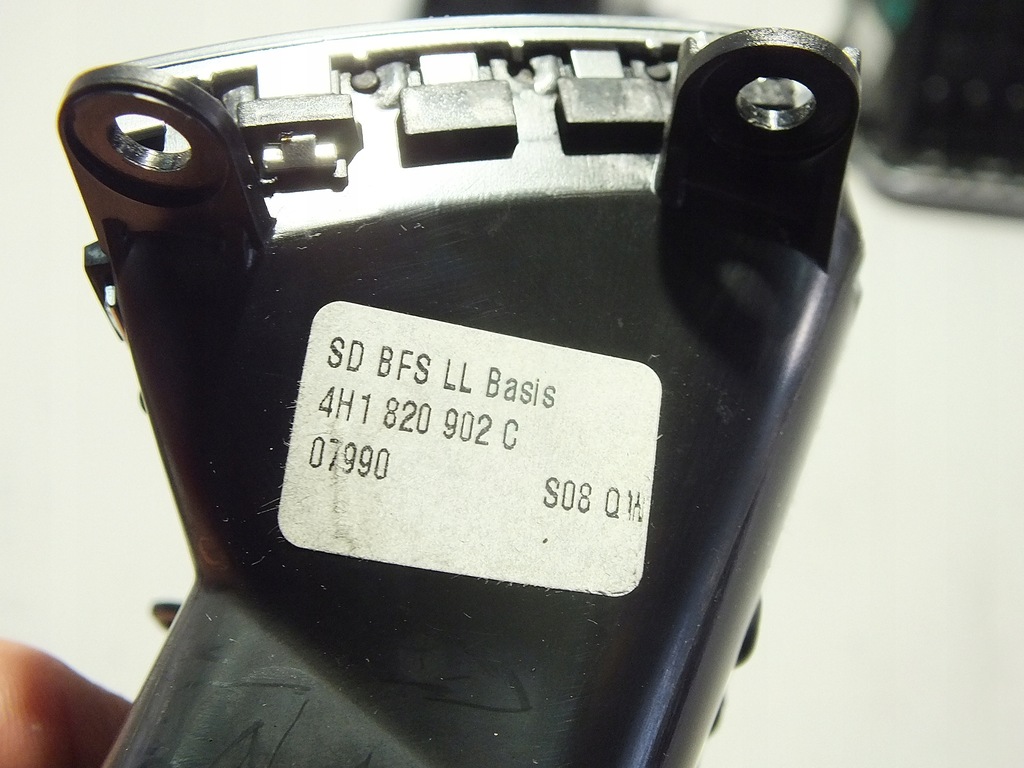 SD BFS LL Basis
4H1 820 902 C
07990
S08 Q